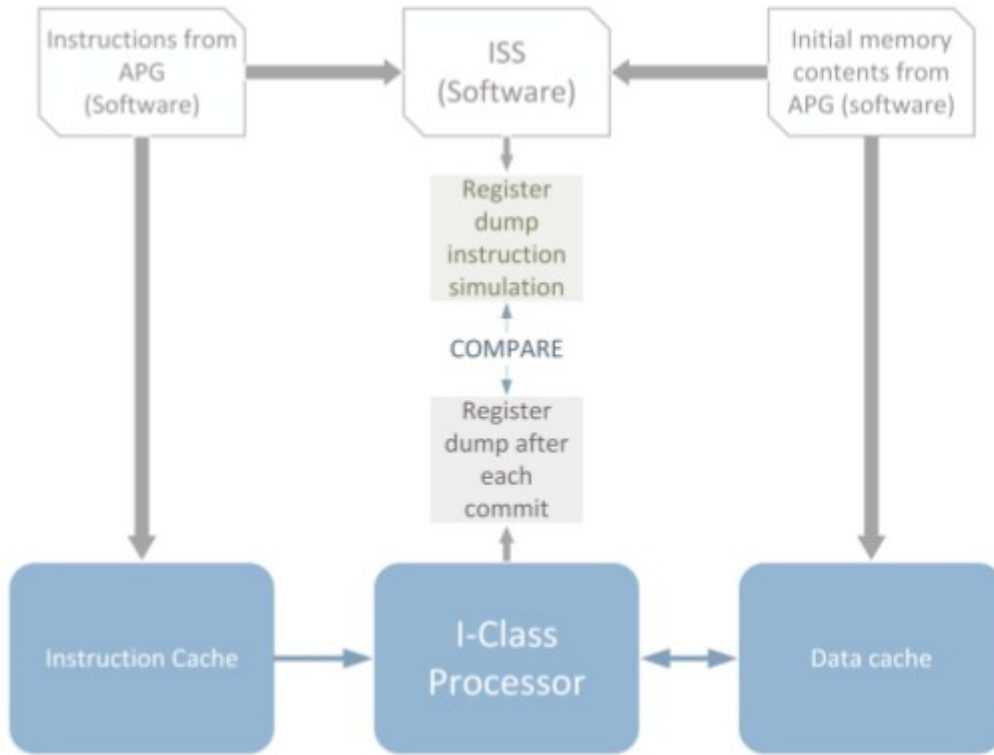 Instructions from
APG
(Software)
ISS
(Software)
Initial memory
contents from
APG (software)
Register
dump
instruction
simulation
COMPARE
Register
dump after
each
commit
Instruction Cache
I-Class
Processor
Data cache